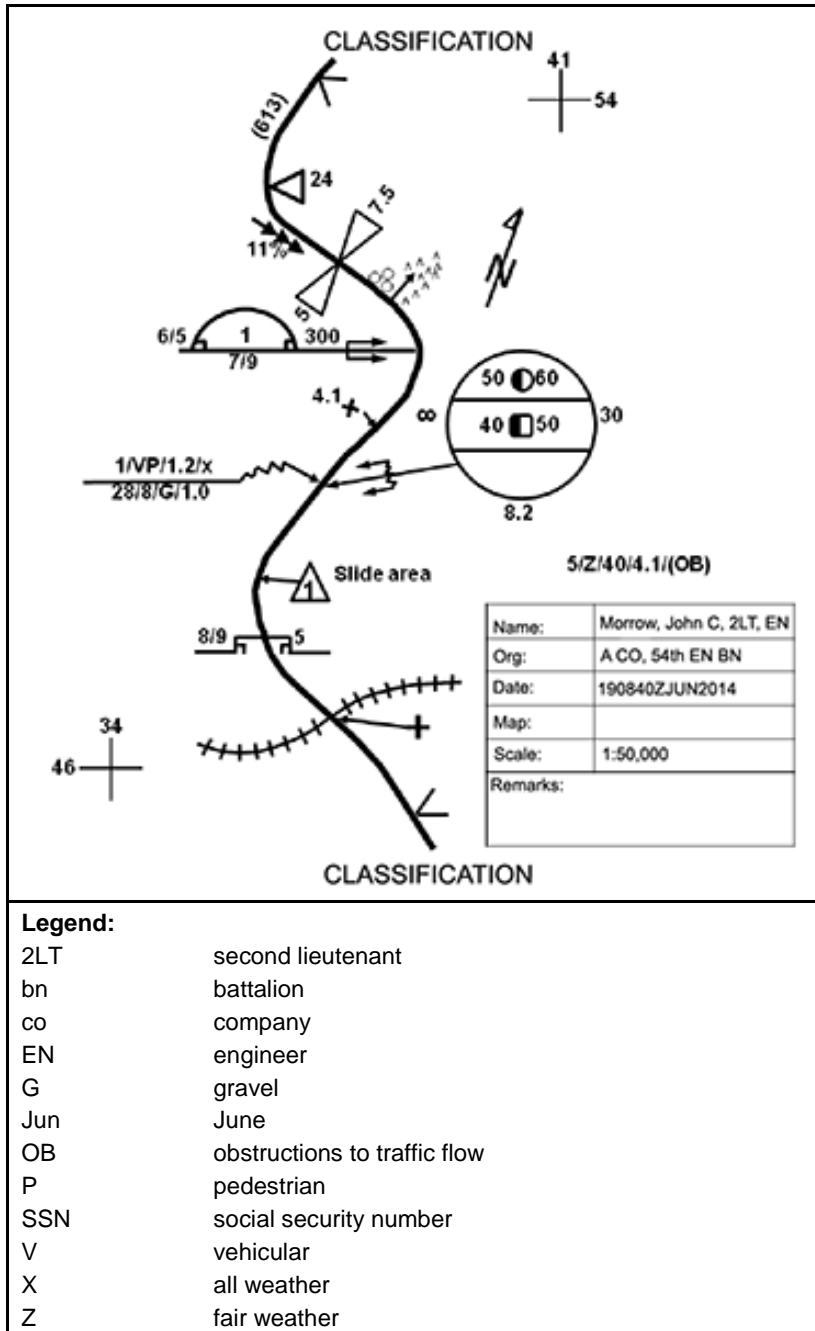 CLASSIFICATION
41
54
(613)
24
7.5
11%
5
6/5 1 300
7/9
50 60
4.1
∞ 40 50 30
1/VP/1.2/x
28/8/G/1.0
8.2
N
1 Slide area
5/Z/40/4.1/(OB)
8/9 5
Name: Morrow, John C, 2LT, EN
Org: A CO, 54th EN BN
Date: 190840ZJUN2014
Map:
Scale: 1:50,000
Remarks:
34
46
CLASSIFICATION
Legend:
2LT second lieutenant
bn battalion
co company
EN engineer
G gravel
Jun June
OB obstructions to traffic flow
P pedestrian
SSN social security number
V vehicular
X all weather
Z fair weather